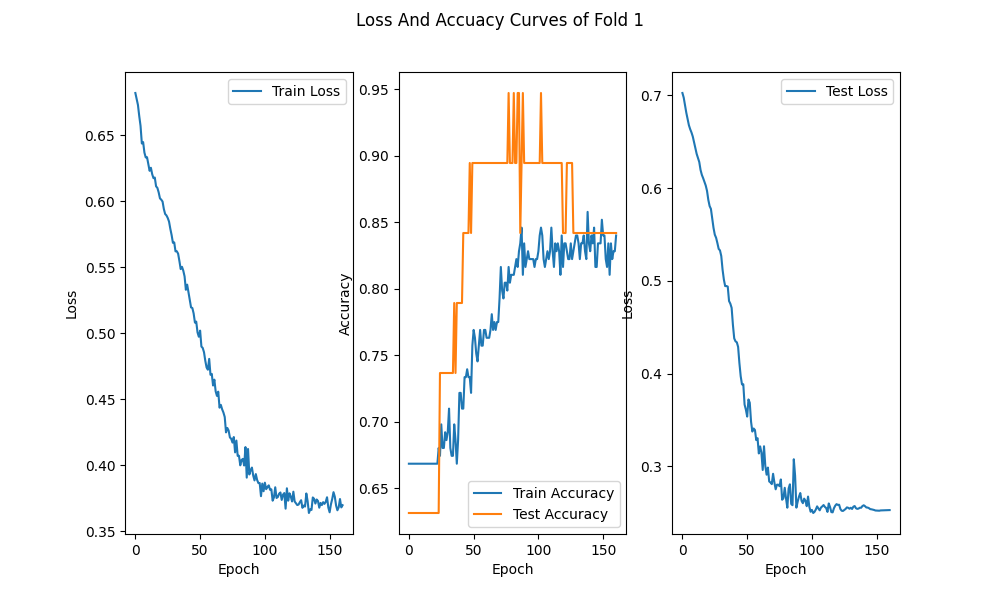 Loss And Accuacy Curves of Fold 1
Train Loss
0.65
0.60
0.55
0.50
0.45
0.40
0.35
Loss
0
50
100
150
Epoch
0.95
0.90
0.85
0.80
0.75
0.70
0.65
Accuracy
Train Accuracy
Test Accuracy
0
50
100
150
Epoch
Test Loss
0.7
0.6
0.5
0.4
0.3
Loss
0
50
100
150
Epoch